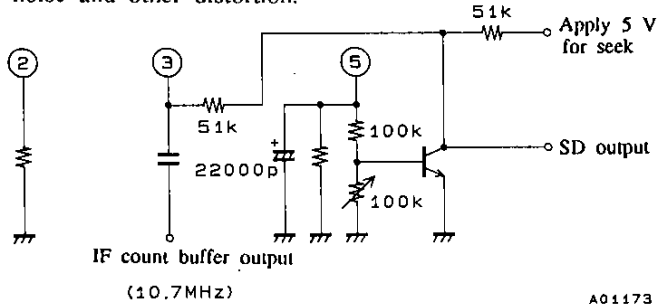 noise and other distortion.
51k
Apply 5 V
for seek
2
3
5
51k
100k
+
22000p
SD output
100k
IF count buffer output
(10.7MHz)
A01173